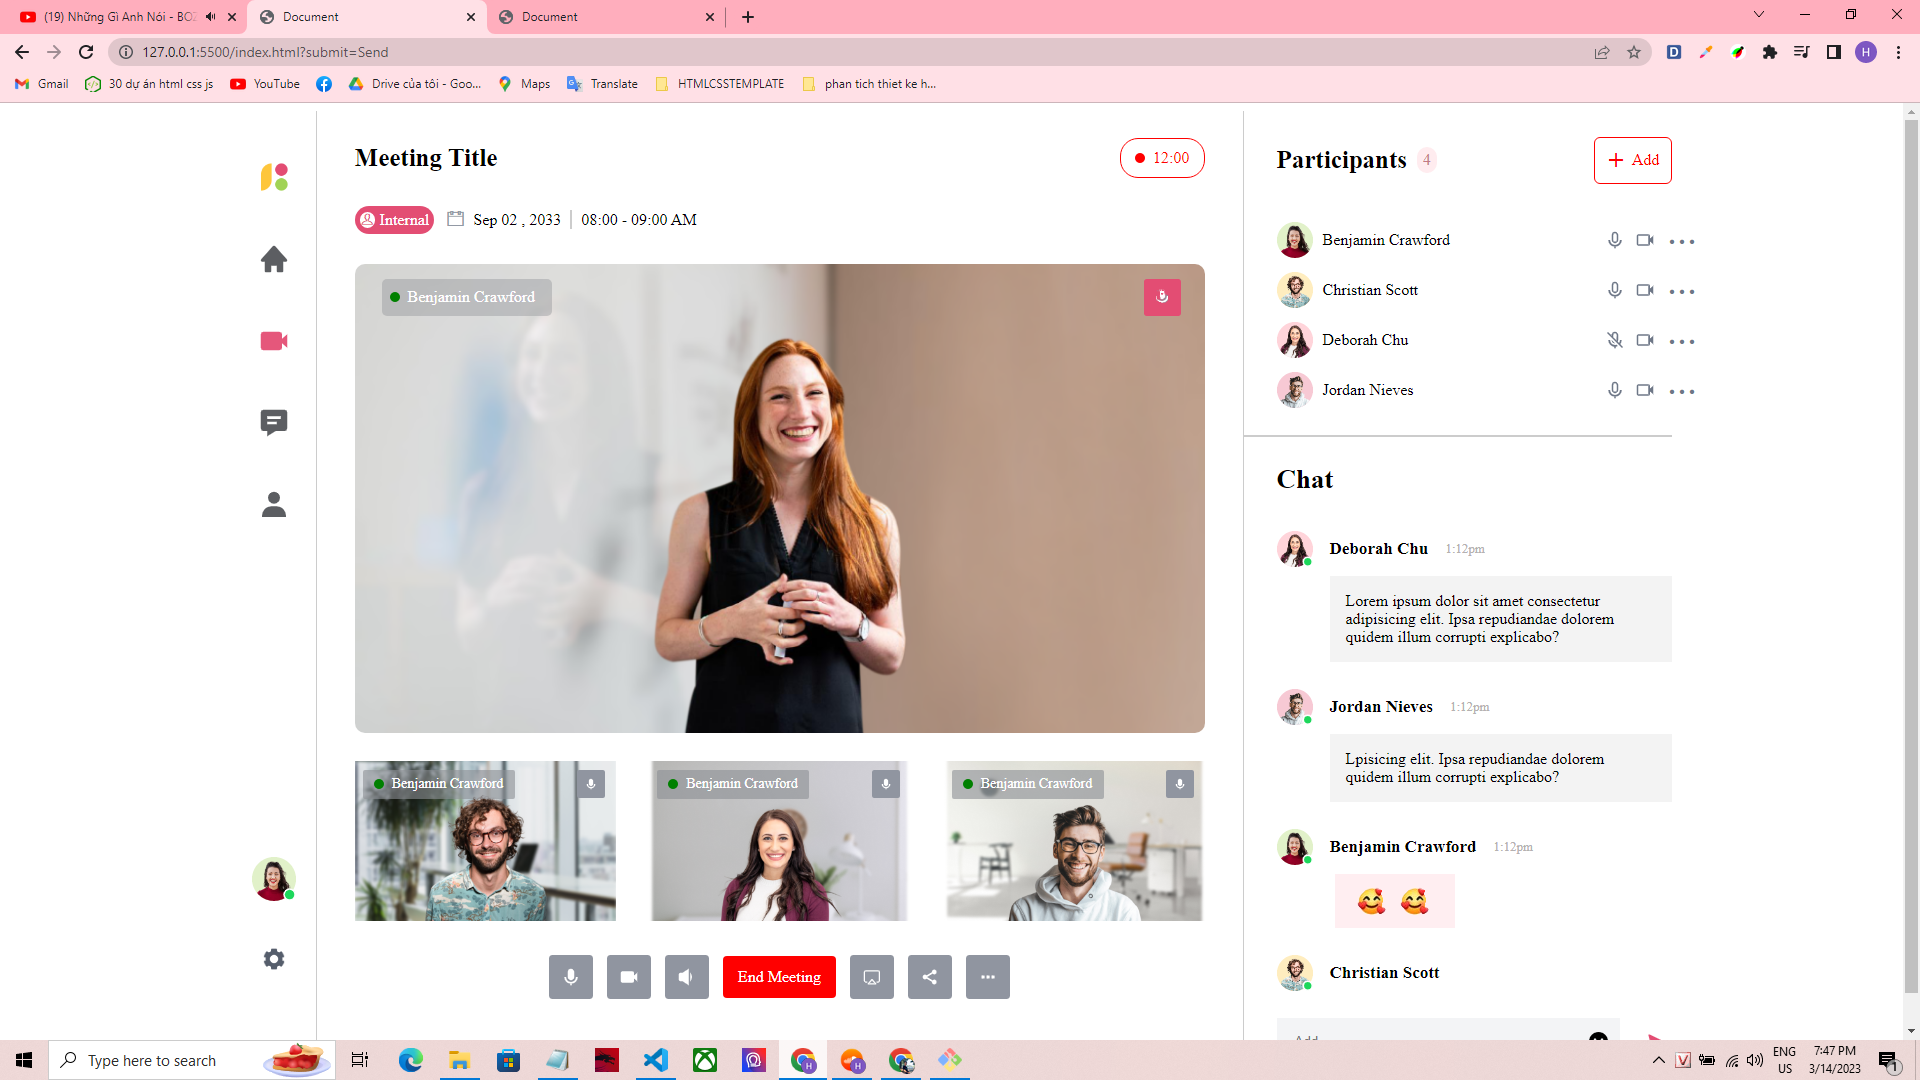 (19) Những Gì Anh Nói - BOZ
Document
Document
127.0.0.1:5500/index.html?submit=Send
H
Gmail
30 dự án html css js
YouTube
Drive của tôi - Goo...
Maps
Translate
HTMLCSSTEMPLATE
phan tich thiet ke h...
Meeting Title
12:00
Internal
Sep 02 , 2033
08:00 - 09:00 AM
Benjamin Crawford
Benjamin Crawford
Benjamin Crawford
Benjamin Crawford
End Meeting
Participants 4
Add
Benjamin Crawford
Christian Scott
Deborah Chu
Jordan Nieves
Chat
Deborah Chu 1:12pm
Lorem ipsum dolor sit amet consectetur
adipisicing elit. Ipsa repudiandae dolorem
quidem illum corrupti explicabo?
Jordan Nieves 1:12pm
Lpisicing elit. Ipsa repudiandae dolorem
quidem illum corrupti explicabo?
Benjamin Crawford 1:12pm
🥰 🥰
Christian Scott
Add
Type here to search
ENG
US
7:47 PM
3/14/2023
1